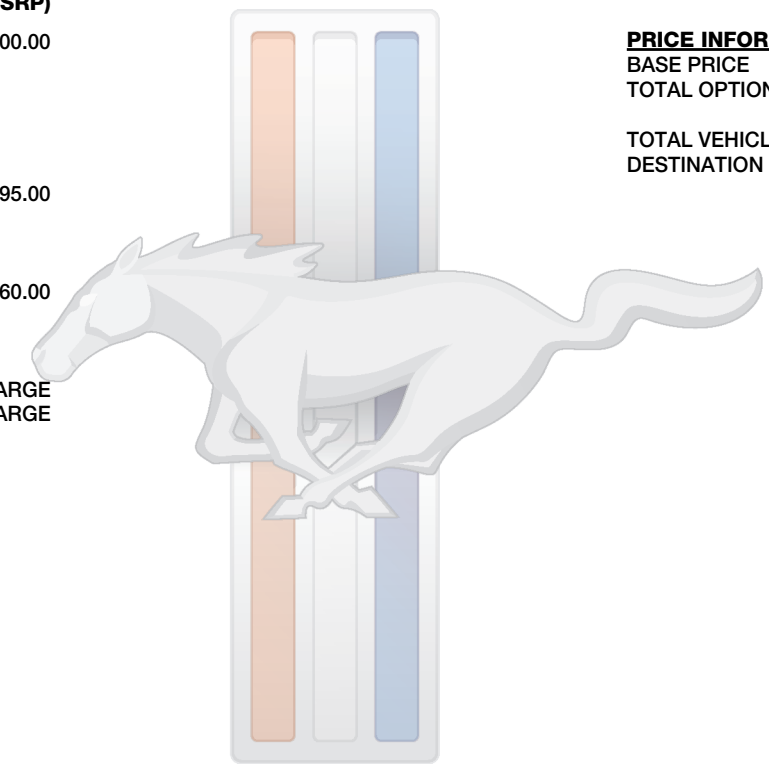 SRP)
00.00
95.00
60.00
ARGE
ARGE
PRICE INFOR
BASE PRICE
TOTAL OPTION
TOTAL VEHICL
DESTINATION